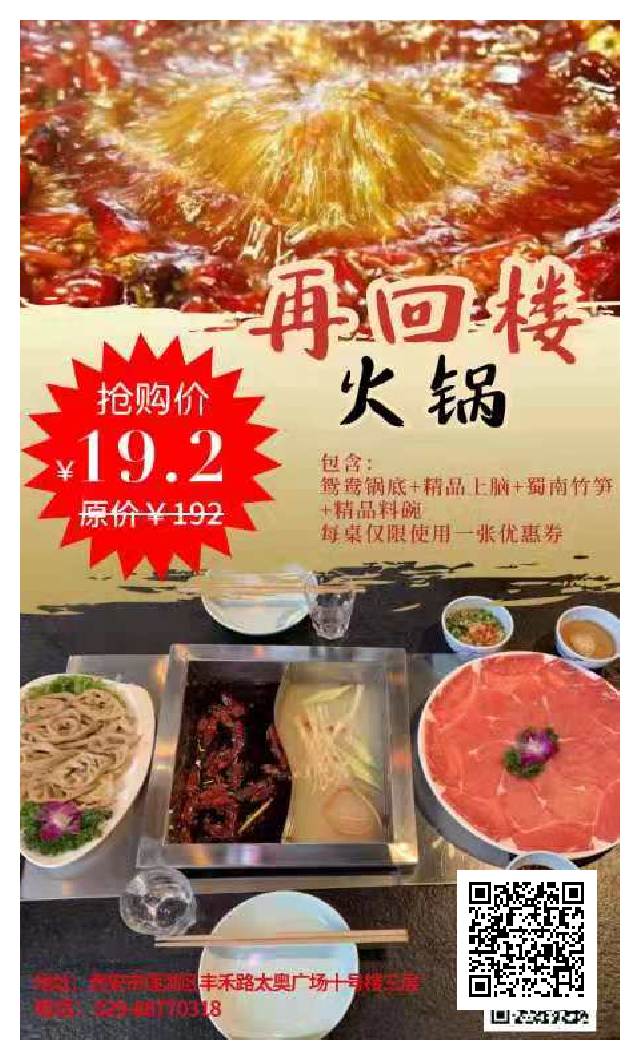 再回楼
火锅
抢购价
¥19.2
原价¥192
包含：
鸳鸯锅底+精品上脑+蜀南竹笋
+精品料碗
每桌仅限使用一张优惠券
地址：西安市莲湖区丰禾路太奥广场十号楼三层
电话：029-88770318